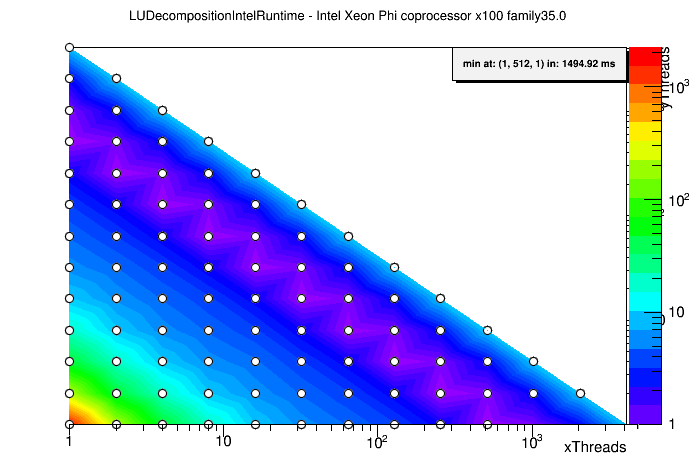 LUDecompositionIntelRuntime - Intel Xeon Phi coprocessor x100 family35.0
min at: (1, 512, 1) in: 1494.92 ms
yThreads
10³
10²
10
1
1
10
10²
10³
xThreads